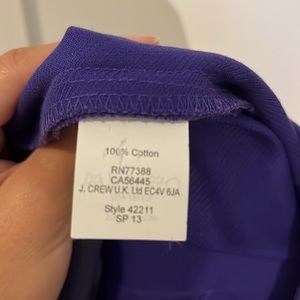 100% Cotton
RN77388
CA56445
J. CREW U.K. Ltd EC4V 6JA
Style 42211
SP 13